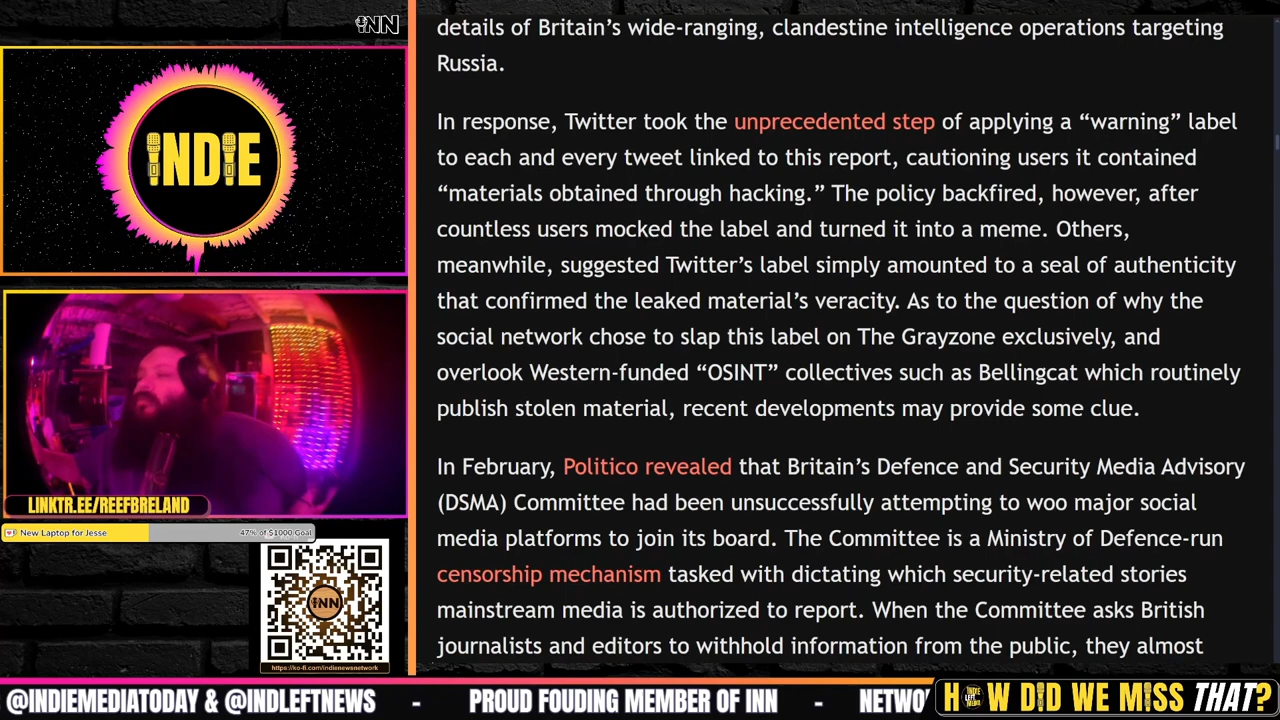 iNN
iNDiE
LINKTR.EE/REEFBRELAND
New Laptop for Jesse
47% of $1000 Goal
iNN
https://ko-fi.com/indienewsnetwork
details of Britain’s wide-ranging, clandestine intelligence operations targeting
Russia.
In response, Twitter took the unprecedented step of applying a “warning” label
to each and every tweet linked to this report, cautioning users it contained
“materials obtained through hacking.” The policy backfired, however, after
countless users mocked the label and turned it into a meme. Others,
meanwhile, suggested Twitter’s label simply amounted to a seal of authenticity
that confirmed the leaked material’s veracity. As to the question of why the
social network chose to slap this label on The Grayzone exclusively, and
overlook Western-funded “OSINT” collectives such as Bellingcat which routinely
publish stolen material, recent developments may provide some clue.
In February, Politico revealed that Britain’s Defence and Security Media Advisory
(DSMA) Committee had been unsuccessfully attempting to woo major social
media platforms to join its board. The Committee is a Ministry of Defence-run
censorship mechanism tasked with dictating which security-related stories
mainstream media is authorized to report. When the Committee asks British
journalists and editors to withhold information from the public, they almost
@INDIEMEDIATODAY & @INDLEFTNEWS - PROUD FOUDING MEMBER OF INN - NETWO
HOW DID WE MISS THAT?